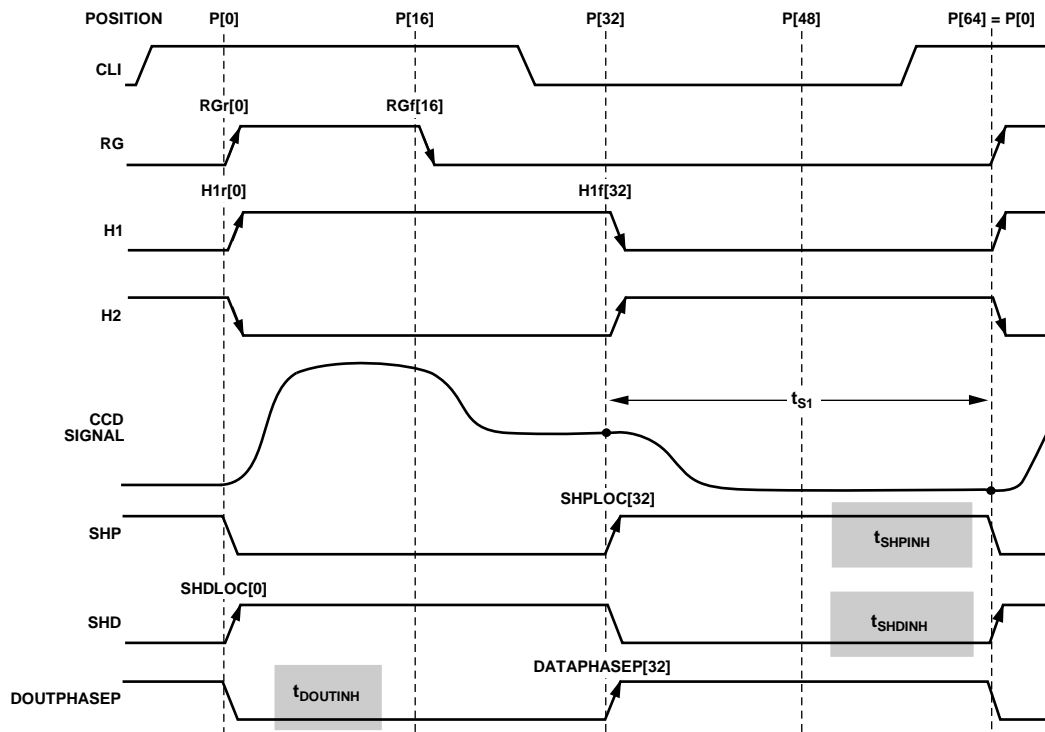 POSITION P[0] P[16] P[32] P[48] P[64] = P[0]
CLI
RGr[0] RGf[16]
RG
H1r[0] H1f[32]
H1
H2
tS1
CCD
SIGNAL
SHPLOC[32]
SHP tSHPINH
SHDLOC[0]
SHD tSHDINH
DATAPHASEP[32]
DOUTPHASEP tDOUTINH